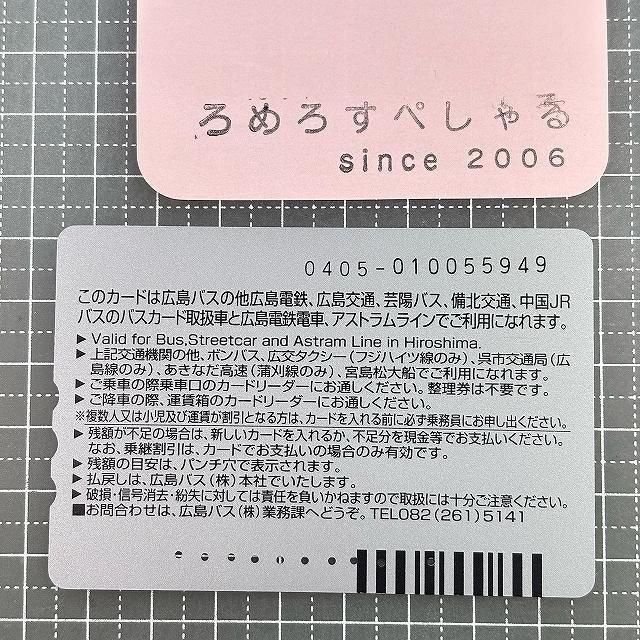 ろめろすぺしゃる
since 2006
0405-010055949
このカードは広島バスの他広島電鉄、広島交通、芸陽バス、備北交通、中国JR
バスのバスカード取扱車と広島電鉄電車、アストラムラインでご利用になれます。
▶ Valid for Bus,Streetcar and Astram Line in Hiroshima.
▶ 上記交通機関の他、ボンバス、広交タクシー(フジハイツ線のみ)、呉市交通局(広
島線のみ)、あきなだ高速(蒲刈線のみ)、宮島松大船でご利用になれます。
▶ ご乗車の際乗車口のカードリーダーにお通しください。整理券は不要です。
▶ ご降車の際、運賃箱のカードリーダーにお通しください。
※複数人又は小児及び運賃が割引となる方は、カードを入れる前に必ず乗務員にお申し出ください。
▶ 残額が不足の場合は、新しいカードを入れるか、不足分を現金等でお支払いください。
なお、乗継割引は、カードでお支払いの場合のみ有効です。
▶ 残額の目安は、パンチ穴で表示されます。
▶ 払戻しは、広島バス(株)本社でいたします。
▶ 破損・信号消去・紛失に対しては責任を負いかねますので取扱には十分ご注意ください。
■お問合わせは、広島バス(株)業務課へどうぞ。TEL082(261)5141